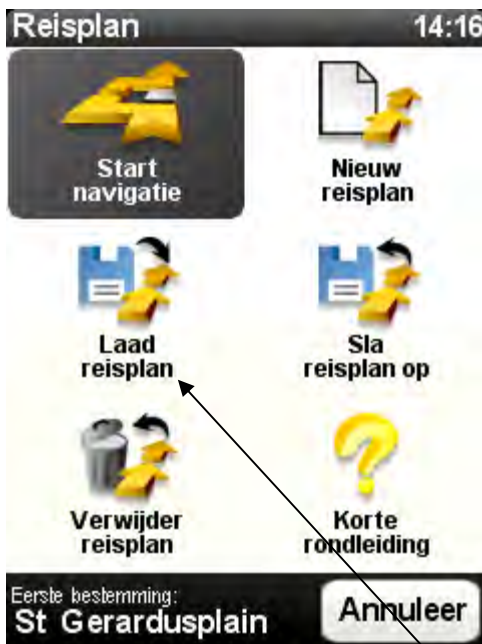 Reisplan 14:16
Start
navigatie
Nieuw
reisplan
Laad
reisplan
Sla
reisplan op
Verwijder
reisplan
Korte
rondleiding
Eerste bestemming:
St Gerardusplain
Annuleer